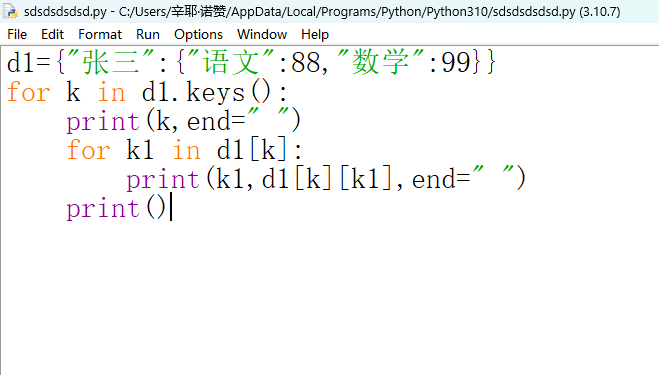 sdsdsdsdsd.py - C:/Users/辛耶·诺赞/AppData/Local/Programs/Python/Python310/sdsdsdsdsd.py (3.10.7)
File Edit Format Run Options Window Help
d1={"张三":{"语文":88,"数学":99}}
for k in d1.keys():
    print(k,end=" ")
    for k1 in d1[k]:
        print(k1,d1[k][k1],end=" ")
    print()